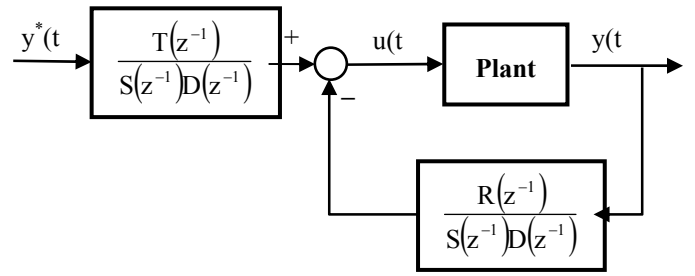 y*(t
T(z⁻¹)
S(z⁻¹)D(z⁻¹)
+
−
u(t
Plant
y(t
R(z⁻¹)
S(z⁻¹)D(z⁻¹)